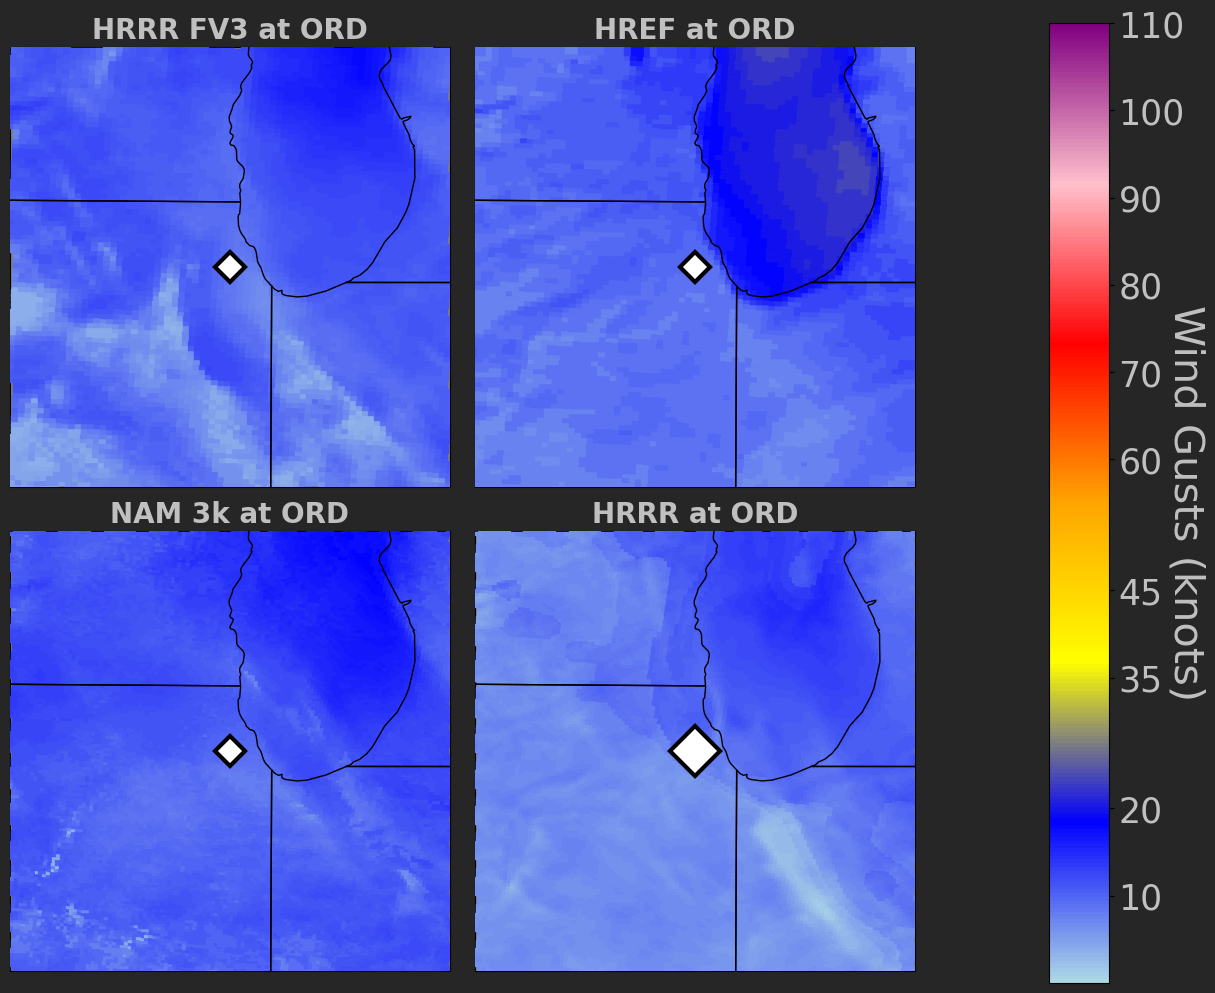 HRRR FV3 at ORD
HREF at ORD
NAM 3k at ORD
HRRR at ORD
110
100
90
80
70
60
45
35
20
10
Wind Gusts (knots)